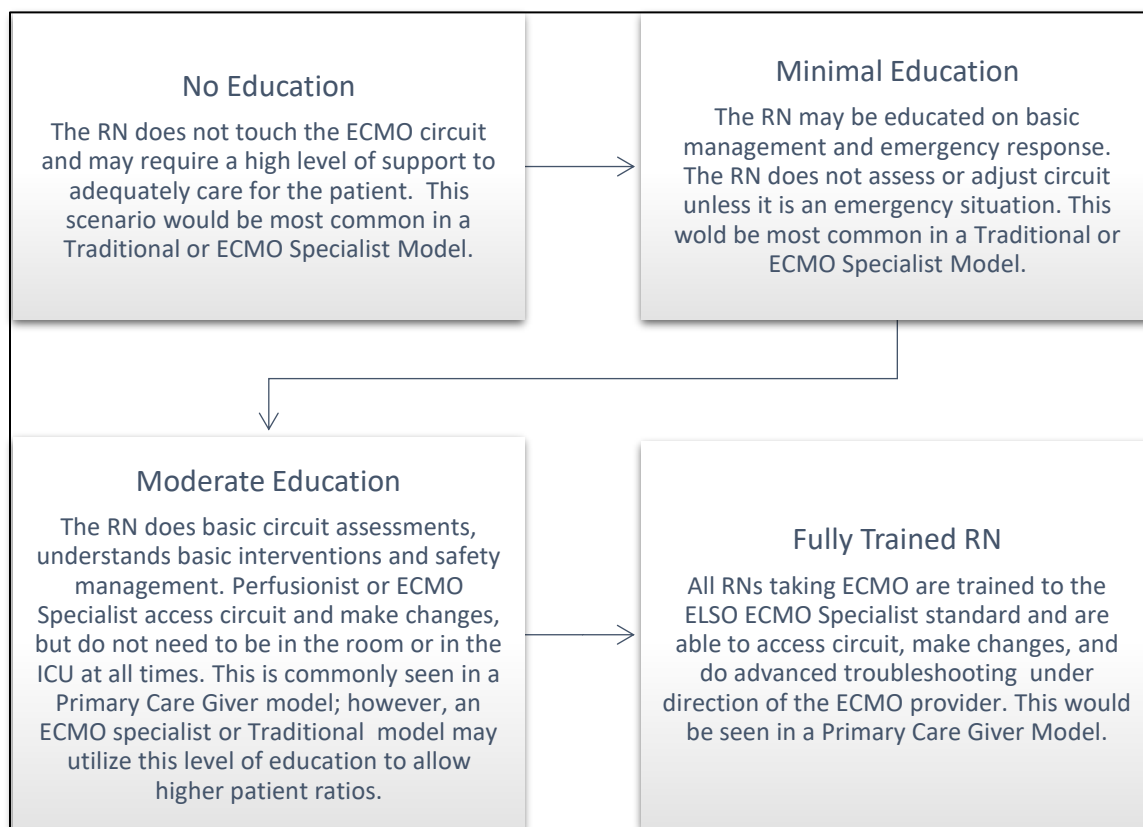 No Education
The RN does not touch the ECMO circuit
and may require a high level of support to
adequately care for the patient.  This
scenario would be most common in a
Traditional or ECMO Specialist Model.
Minimal Education
The RN may be educated on basic
management and emergency response.
The RN does not assess or adjust circuit
unless it is an emergency situation. This
wold be most common in a Traditional or
ECMO Specialist Model.
Moderate Education
The RN does basic circuit assessments,
understands basic interventions and safety
management. Perfusionist or ECMO
Specialist access circuit and make changes,
but do not need to be in the room or in the
ICU at all times. This is commonly seen in a
Primary Care Giver model; however, an
ECMO specialist or Traditional  model may
utilize this level of education to allow
higher patient ratios.
Fully Trained RN
All RNs taking ECMO are trained to the
ELSO ECMO Specialist standard and are
able to access circuit, make changes, and
do advanced troubleshooting  under
direction of the ECMO provider. This would
be seen in a Primary Care Giver Model.